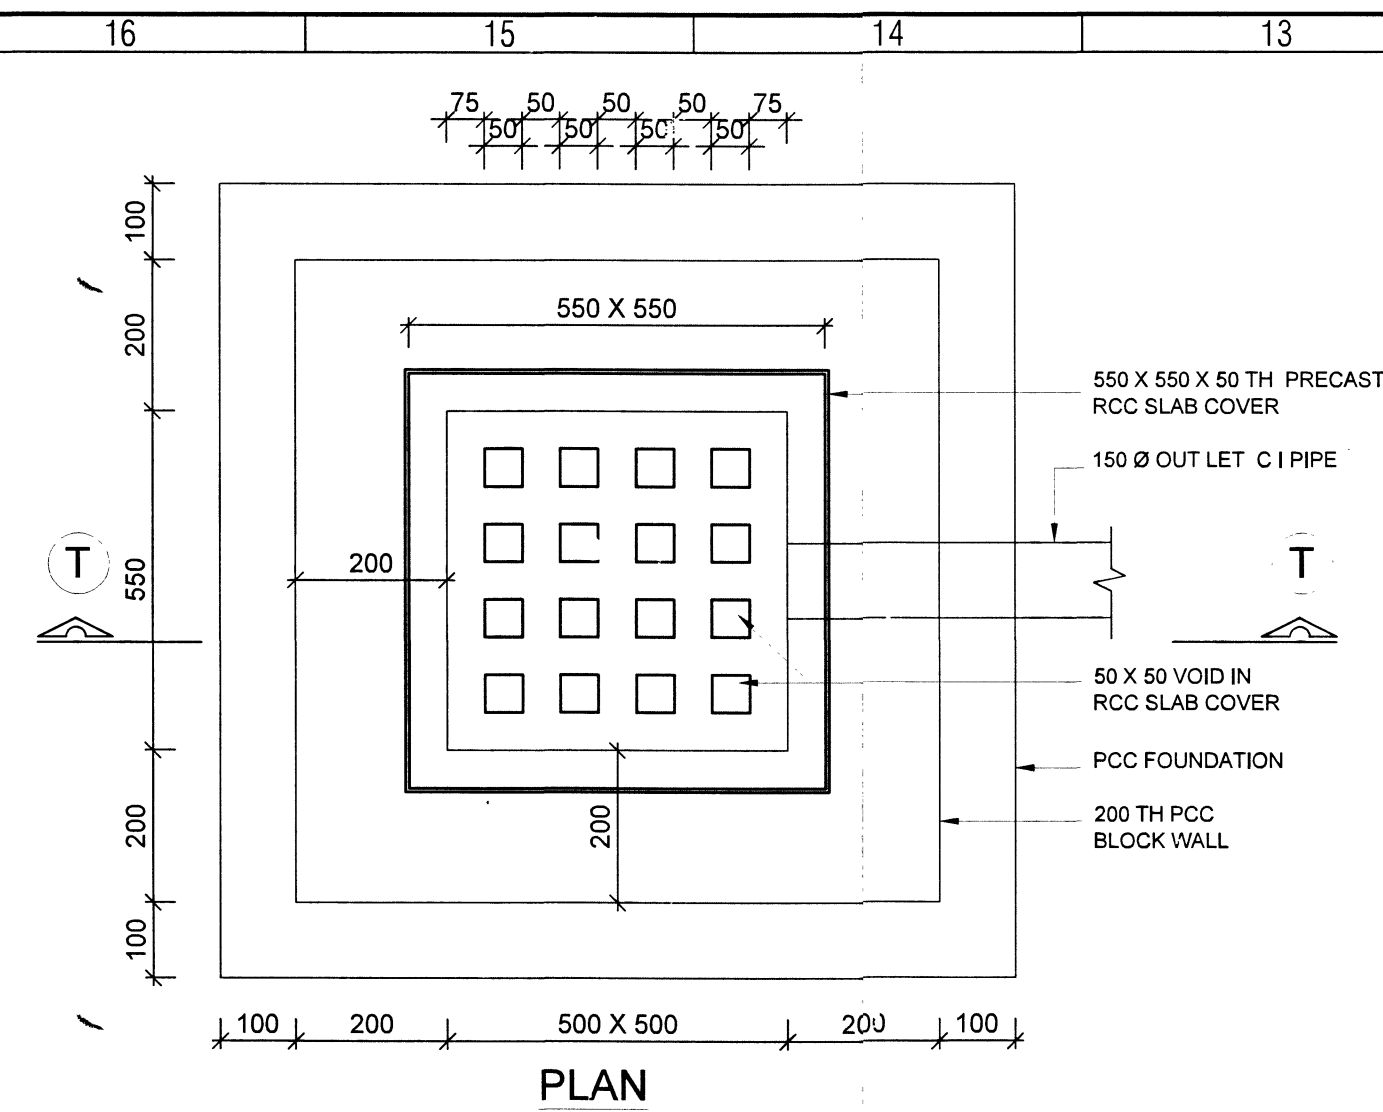 16 15 14 13
75 50 50 50 75
50 50 50 50
100
200
550
200
100
550 X 550
550 X 550 X 50 TH PRECAST
RCC SLAB COVER
150 Ø OUT LET C I PIPE
T
T
200
50 X 50 VOID IN
RCC SLAB COVER
PCC FOUNDATION
200 TH PCC
BLOCK WALL
200
100 200 500 X 500 200 100
PLAN